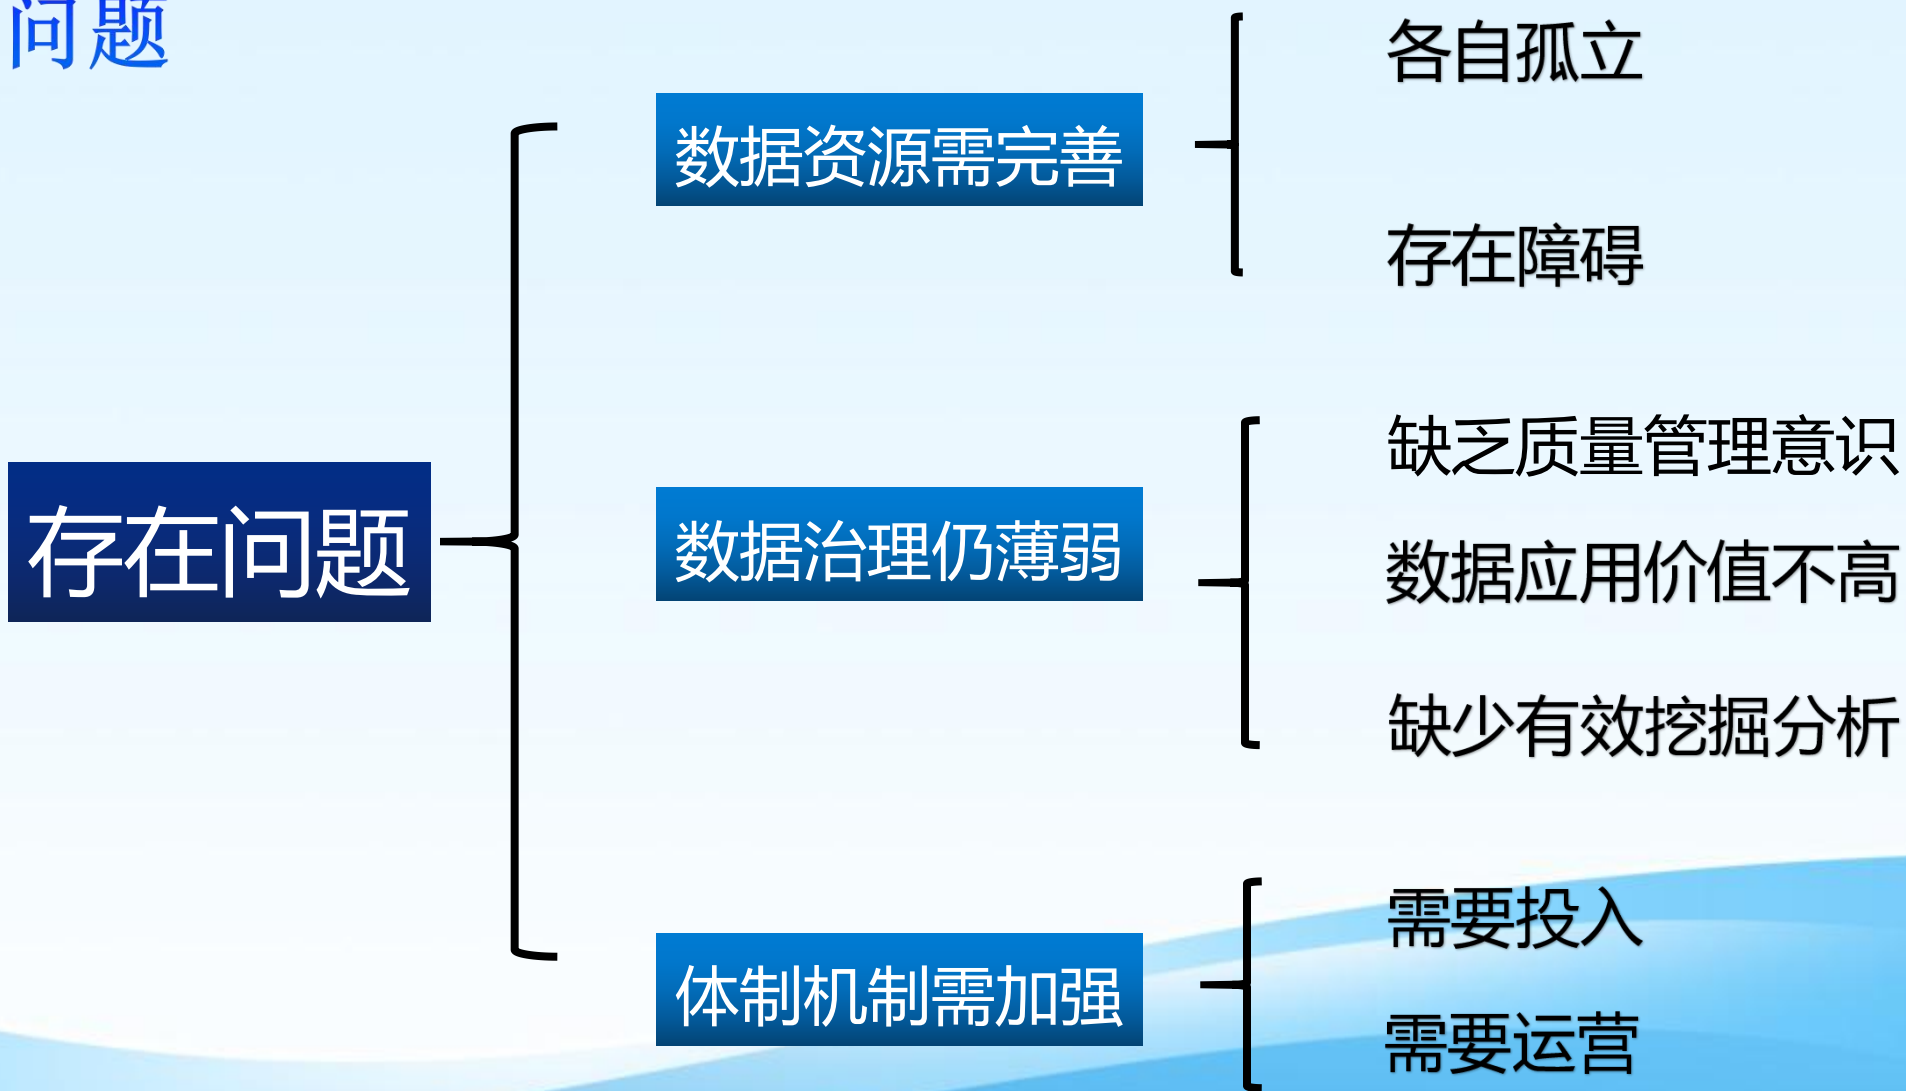 问题
存在问题
数据资源需完善
各自孤立
存在障碍
数据治理仍薄弱
缺乏质量管理意识
数据应用价值不高
缺少有效挖掘分析
体制机制需加强
需要投入
需要运营